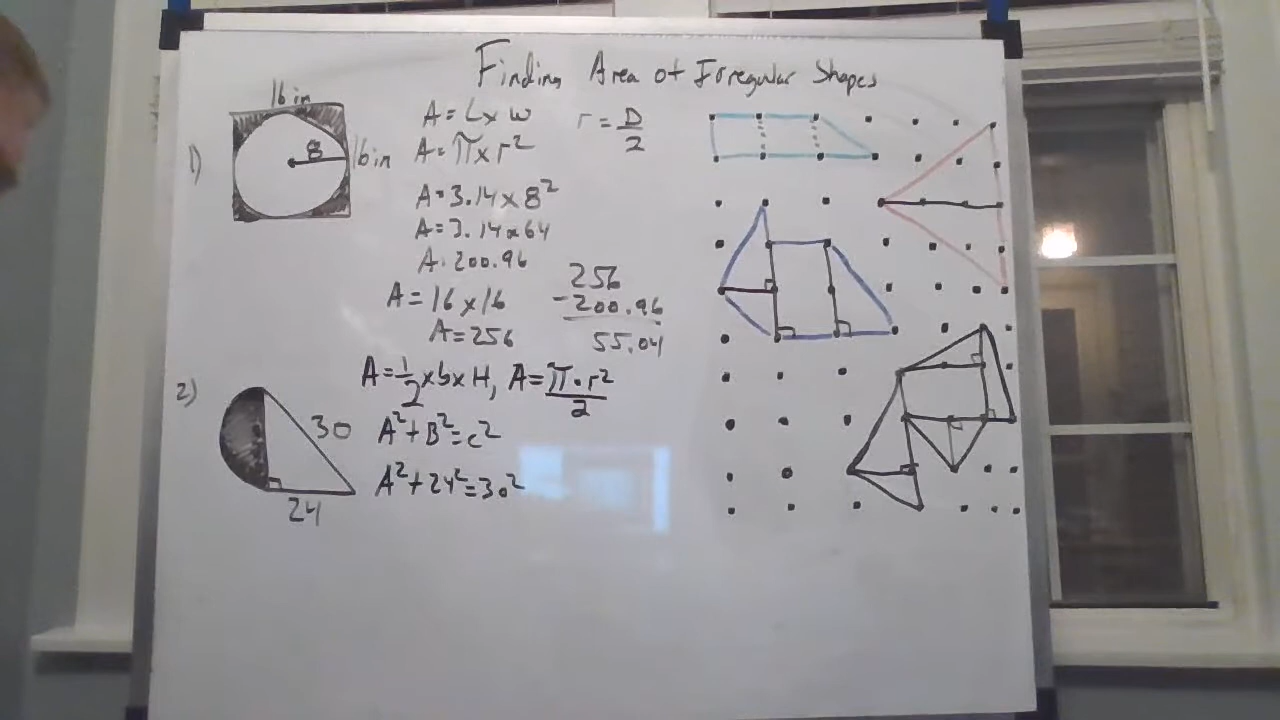 Finding Area of Irregular Shapes
1)
16 in
8
16 in
A = L x W
r = D/2
A = π x r²
A = 3.14 x 8²
A = 3.14 x 64
A = 200.96
A = 16 x 16
A = 256
256
- 200.96
55.04
2)
30
24
A = 1/2 x b x H, A = π · r²/2
A² + B² = c²
A² + 24² = 30²